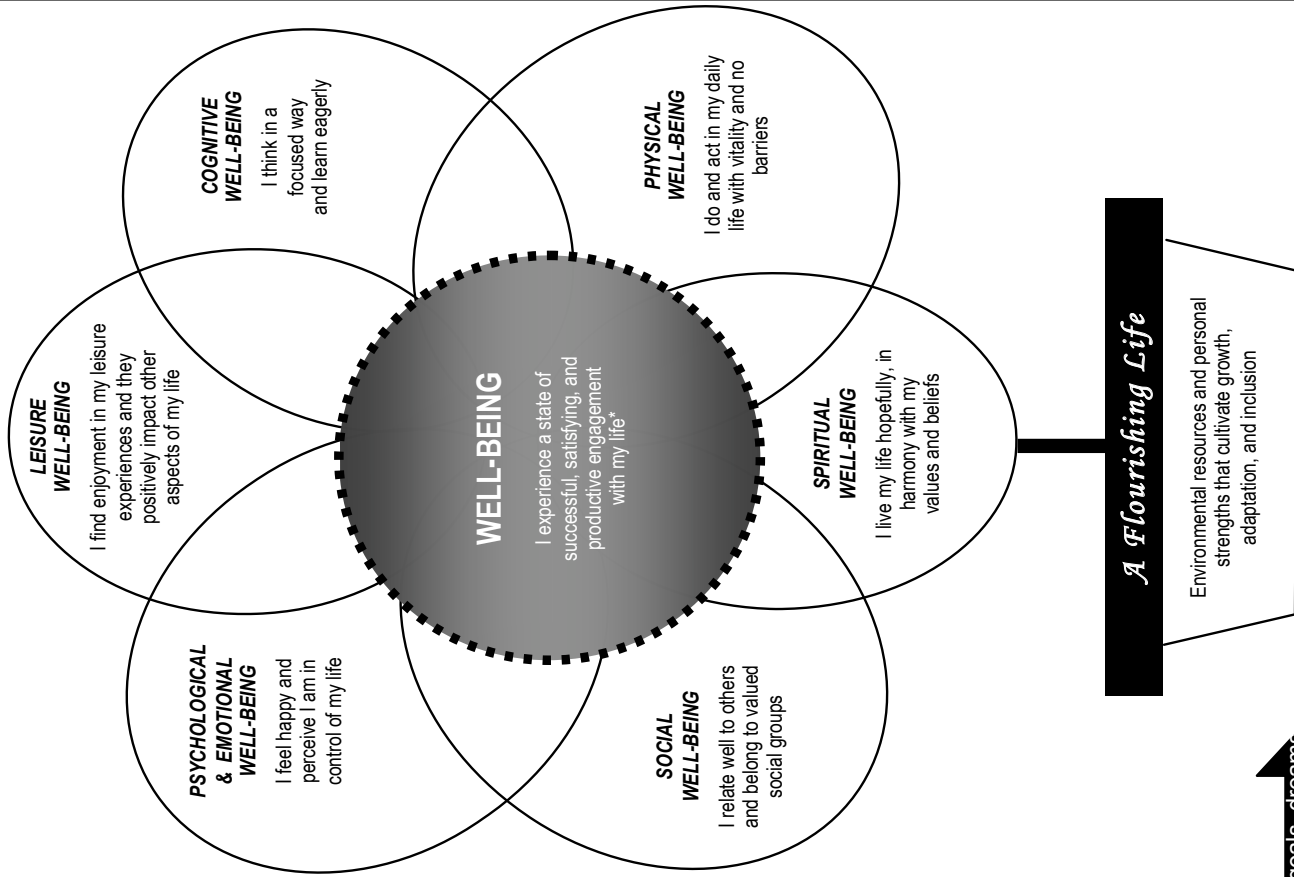 LEISURE
WELL-BEING
I find enjoyment in my leisure
experiences and they
positively impact other
aspects of my life
PSYCHOLOGICAL
& EMOTIONAL
WELL-BEING
I feel happy and
perceive I am in
control of my life
COGNITIVE
WELL-BEING
I think in a
focused way
and learn eagerly
WELL-BEING
I experience a state of
successful, satisfying, and
productive engagement
with my life*
SOCIAL
WELL-BEING
I relate well to others
and belong to valued
social groups
PHYSICAL
WELL-BEING
I do and act in my daily
life with vitality and no
barriers
SPIRITUAL
WELL-BEING
I live my life hopefully, in
harmony with my
values and beliefs
A Flourishing Life
Environmental resources and personal
strengths that cultivate growth,
adaptation, and inclusion
goals, dreams